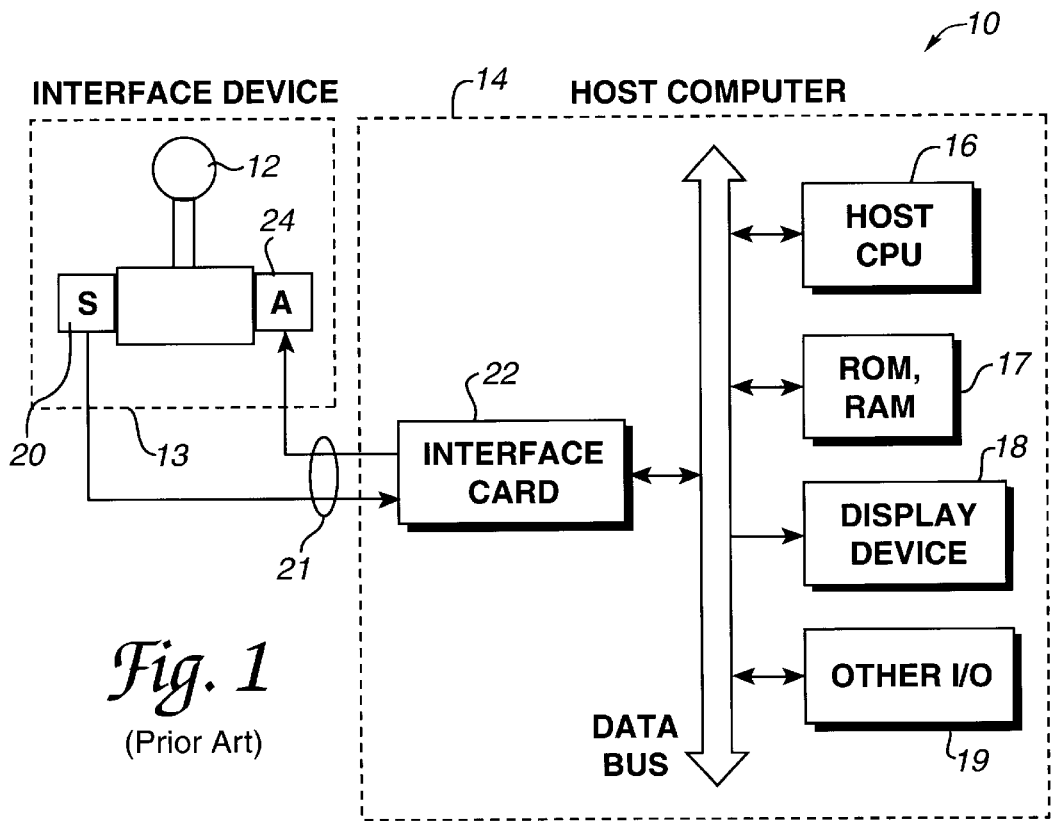 10
INTERFACE DEVICE
14
HOST COMPUTER
12
16
HOST
CPU
24
S
A
ROM,
RAM
17
20
13
22
INTERFACE
CARD
18
DISPLAY
DEVICE
21
Fig. 1
(Prior Art)
OTHER I/O
DATA
BUS
19